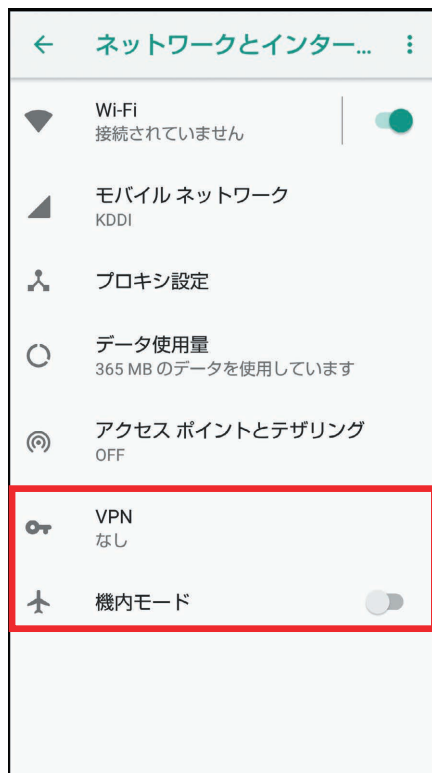 ネットワークとインター...
Wi-Fi
接続されていません
モバイル ネットワーク
KDDI
プロキシ設定
データ使用量
365 MB のデータを使用しています
アクセス ポイントとテザリング
OFF
VPN
なし
機内モード